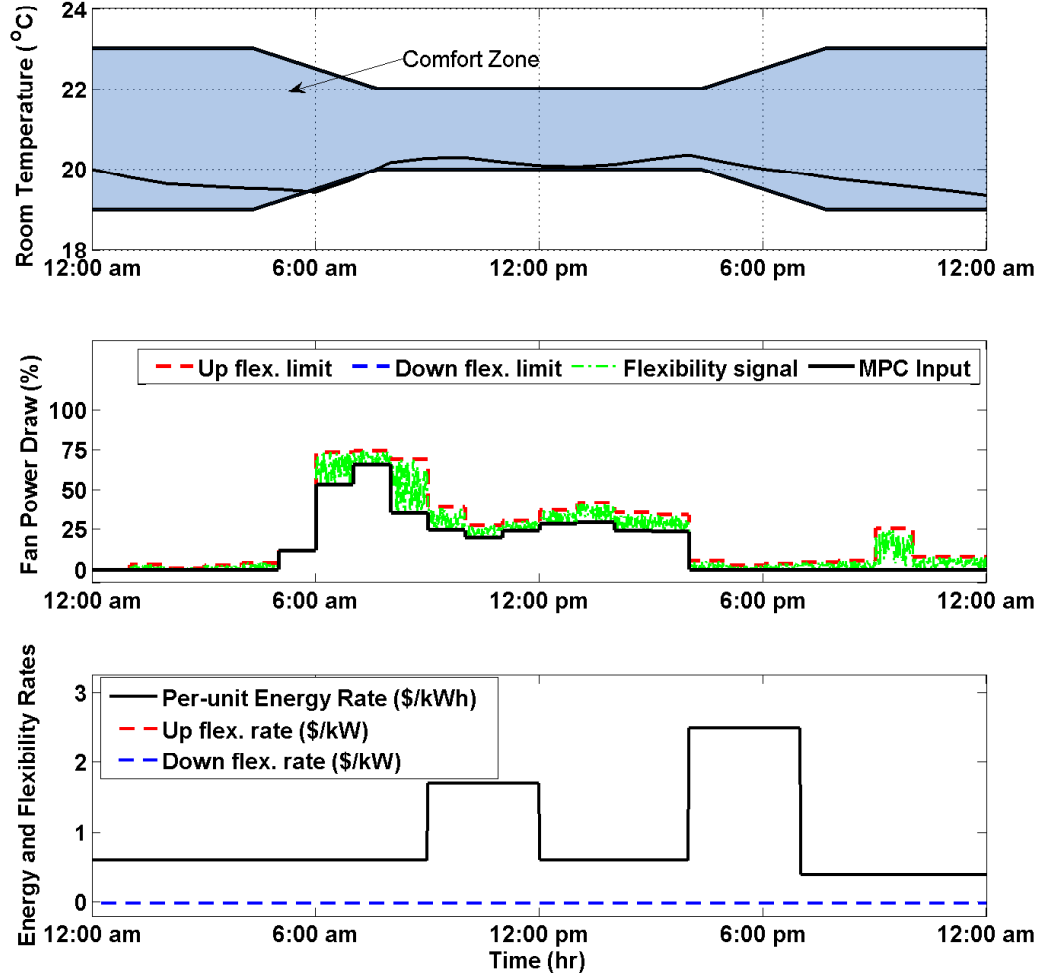 24
22
20
18
Room Temperature (°C)
Comfort Zone
12:00 am 6:00 am 12:00 pm 6:00 pm 12:00 am
100
75
50
25
0
Fan Power Draw (%)
Up flex. limit Down flex. limit Flexibility signal MPC Input
12:00 am 6:00 am 12:00 pm 6:00 pm 12:00 am
3
2
1
0
Energy and Flexibility Rates
Per-unit Energy Rate ($/kWh)
Up flex. rate ($/kW)
Down flex. rate ($/kW)
12:00 am 6:00 am 12:00 pm 6:00 pm 12:00 am
Time (hr)